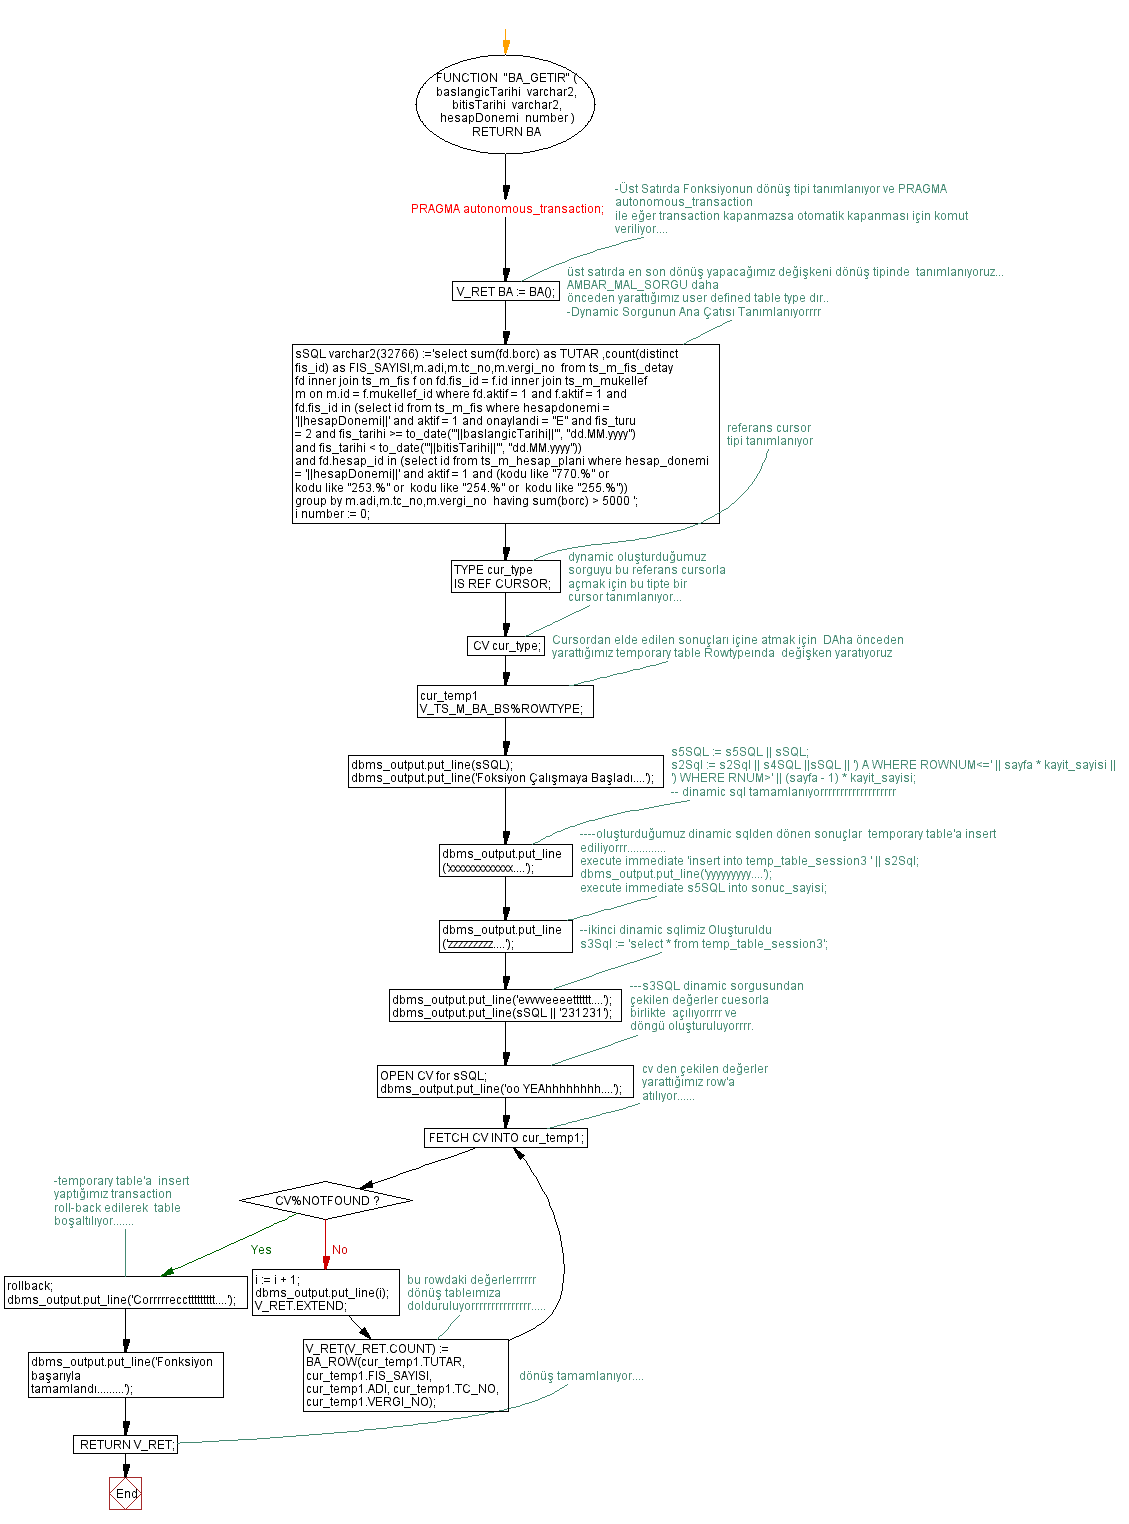 FUNCTION "BA_GETIR" (
baslangicTarihi varchar2,
bitisTarihi varchar2,
hesapDonemi number )
RETURN BA
-Üst Satırda Fonksiyonun dönüş tipi tanımlanıyor ve PRAGMA
autonomous_transaction
ile eğer transaction kapanmazsa otomatik kapanması için komut
veriliyor....
PRAGMA autonomous_transaction;
üst satırda en son dönüş yapacağımız değişkeni dönüş tipinde tanımlanıyoruz...
AMBAR_MAL_SORGU daha
önceden yarattığımız user defined table type dır..
-Dynamic Sorgunun Ana Çatısı Tanımlanıyorrrr
V_RET BA := BA();
sSQL varchar2(32766) :='select sum(fd.borc) as TUTAR ,count(distinct
fis_id) as FIS_SAYISI,m.adi,m.tc_no,m.vergi_no from ts_m_fis_detay
fd inner join ts_m_fis f on fd.fis_id = f.id inner join ts_m_mukellef
m on m.id = f.mukellef_id where fd.aktif = 1 and f.aktif = 1 and
fd.fis_id in (select id from ts_m_fis where hesapdonemi =
'||hesapDonemi||' and aktif = 1 and onaylandi = "E" and fis_turu
= 2 and fis_tarihi >= to_date("'||baslangicTarihi||'", "dd.MM.yyyy")
and fis_tarihi < to_date("'||bitisTarihi||'", "dd.MM.yyyy"))
and fd.hesap_id in (select id from ts_m_hesap_plani where hesap_donemi
= '||hesapDonemi||' and aktif = 1 and (kodu like "770.%" or
kodu like "253.%" or kodu like "254.%" or kodu like "255.%"))
group by m.adi,m.tc_no,m.vergi_no having sum(borc) > 5000 ';
i number := 0;
referans cursor
tipi tanımlanıyor
TYPE cur_type
IS REF CURSOR;
dynamic oluşturduğumuz
sorguyu bu referans cursorla
açmak için bu tipte bir
cursor tanımlanıyor...
CV cur_type;
Cursordan elde edilen sonuçları içine atmak için DAha önceden
yarattığımız temporary table Rowtypeında değişken yaratıyoruz
cur_temp1
V_TS_M_BA_BS%ROWTYPE;
dbms_output.put_line(sSQL);
dbms_output.put_line('Foksiyon Çalışmaya Başladı....');
s5SQL := s5SQL || sSQL;
s2Sql := s2Sql || s4SQL ||sSQL || ') A WHERE ROWNUM<=' || sayfa * kayit_sayisi ||
') WHERE RNUM>' || (sayfa - 1) * kayit_sayisi;
-- dinamic sql tamamlanıyorrrrrrrrrrrrrrrrrrr
dbms_output.put_line
('xxxxxxxxxxxxx....');
----oluşturduğumuz dinamic sqlden dönen sonuçlar temporary table'a insert
ediliyorrr.............
execute immediate 'insert into temp_table_session3 ' || s2Sql;
dbms_output.put_line('yyyyyyyy....');
execute immediate s5SQL into sonuc_sayisi;
dbms_output.put_line
('zzzzzzzzz....');
--ikinci dinamic sqlimiz Oluşturuldu
s3Sql := 'select * from temp_table_session3';
dbms_output.put_line('evvvveeeetttttt....');
dbms_output.put_line(sSQL || '231231');
---s3SQL dinamic sorgusundan
çekilen değerler cuesorla
birlikte açılıyorrrr ve
döngü oluşturuluyorrrr.
OPEN CV for sSQL;
dbms_output.put_line('oo YEAhhhhhhhh....');
cv den çekilen değerler
yarattığımız row'a
atılıyor......
FETCH CV INTO cur_temp1;
-temporary table'a insert
yaptığımız transaction
roll-back edilerek table
boşaltılıyor.......
CV%NOTFOUND ?
Yes
No
rollback;
dbms_output.put_line('Corrrrrecctttttttttt....');
i := i + 1;
dbms_output.put_line(i);
V_RET.EXTEND;
bu rowdaki değerlerrrrrr
dönüş tableımıza
dolduruluyorrrrrrrrrrrrrrr.....
V_RET(V_RET.COUNT) :=
BA_ROW(cur_temp1.TUTAR,
cur_temp1.FIS_SAYISI,
cur_temp1.ADI, cur_temp1.TC_NO,
cur_temp1.VERGI_NO);
dbms_output.put_line('Fonksiyon
başarıyla
tamamlandı.........');
dönüş tamamlanıyor....
RETURN V_RET;
End